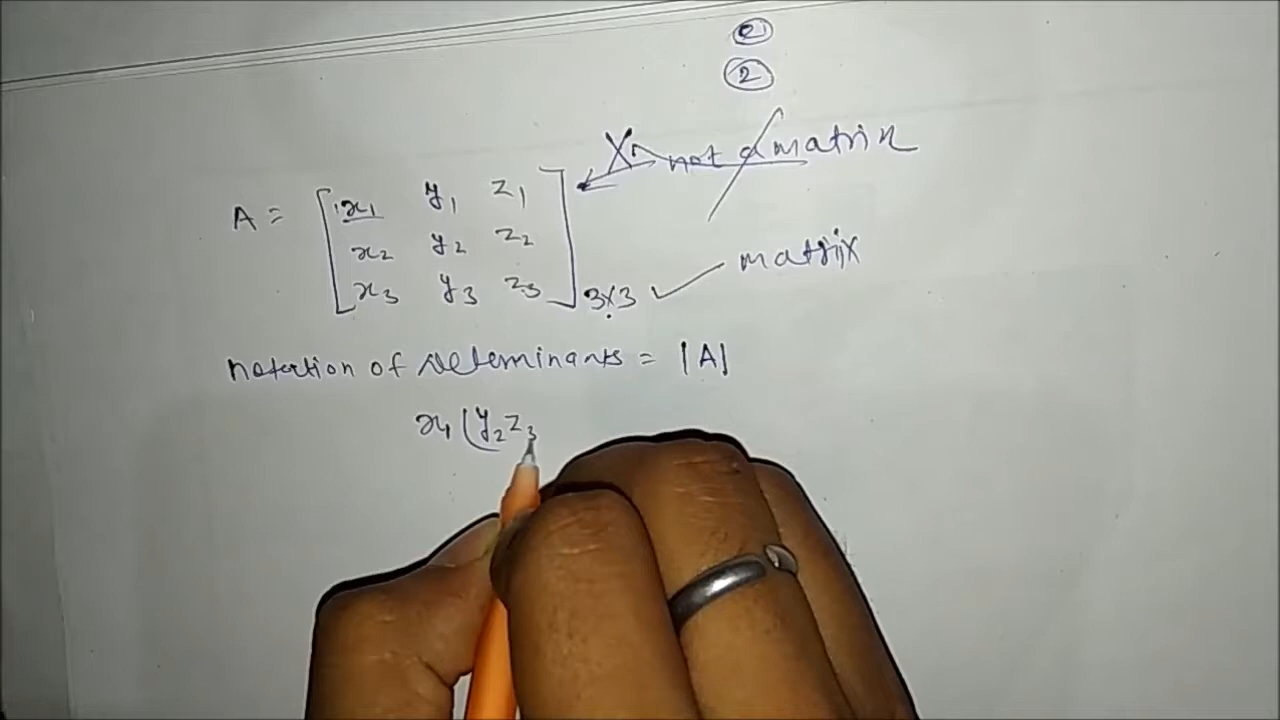 2
X not a matrix
A = [ x₁ y₁ z₁
x₂ y₂ z₂
x₃ y₃ z₃ ] 3x3 ✓ matrix
notation of determinants = |A|
x₁ (y₂z₃